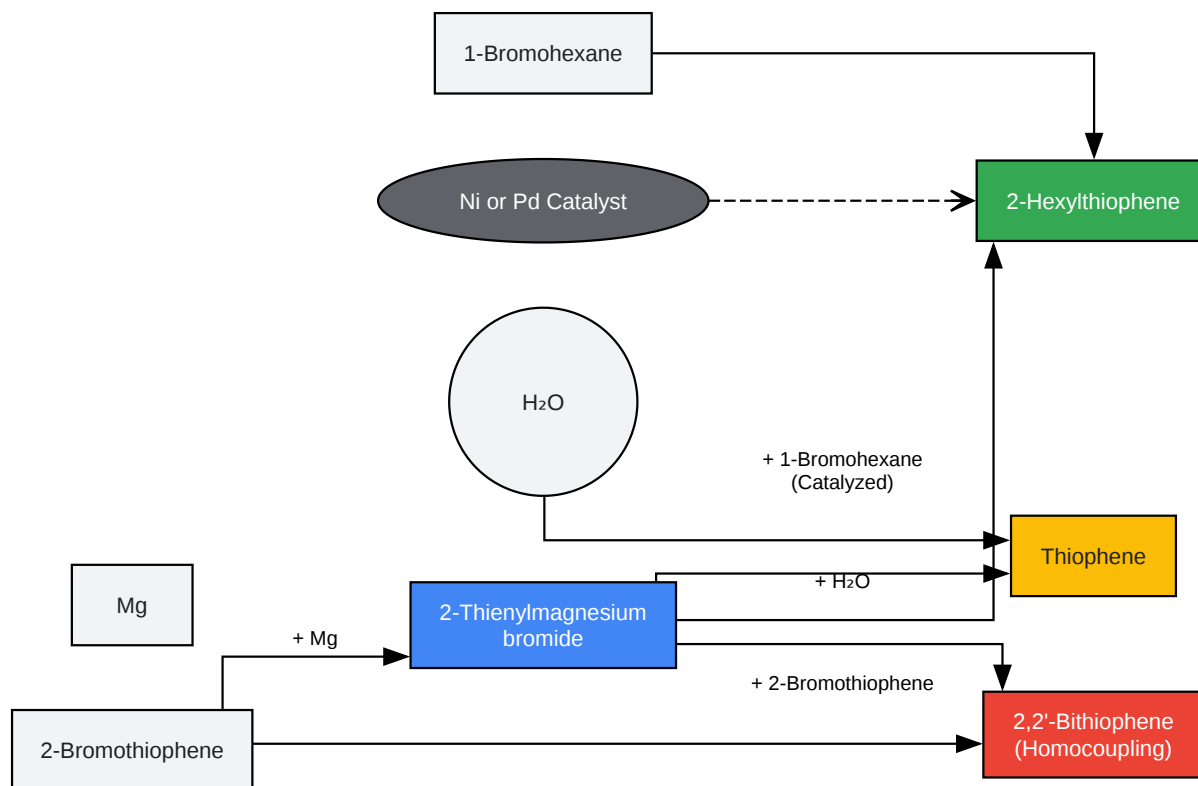 1-Bromohexane
Ni or Pd Catalyst
2-Hexylthiophene
H₂O
+ 1-Bromohexane
(Catalyzed)
Thiophene
+ H₂O
Mg
2-Thienylmagnesium
bromide
+ Mg
+ 2-Bromothiophene
2-Bromothiophene
2,2'-Bithiophene
(Homocoupling)